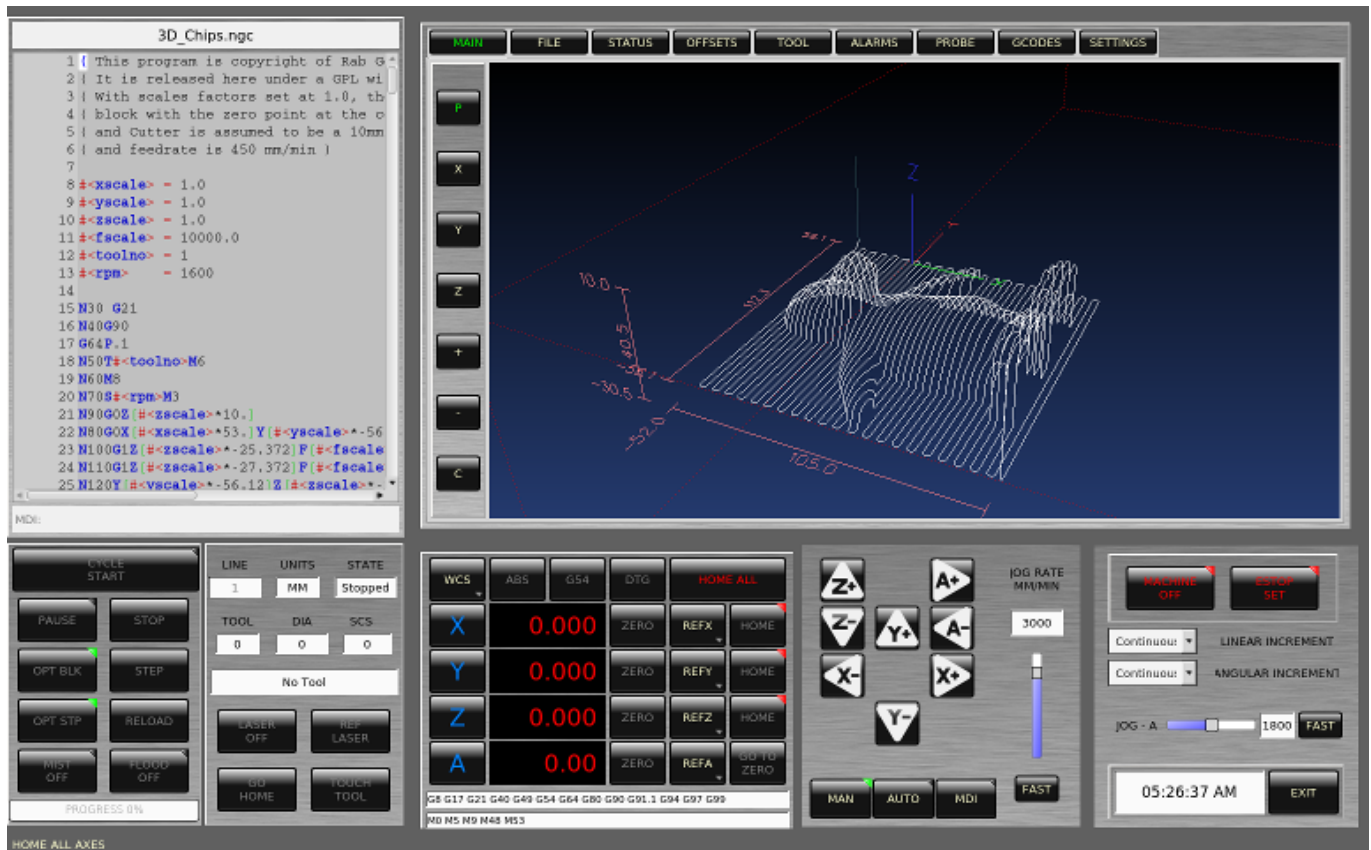 3D_Chips.ngc
1 ( This program is copyright of Rab G
2 ( It is released here under a GPL wi
3 ( With scales factors set at 1.0, th
4 ( block with the zero point at the c
5 ( and Cutter is assumed to be a 10mm
6 ( and feedrate is 450 mm/min )
7
8 #<xscale> = 1.0
9 #<yscale> = 1.0
10 #<zscale> = 1.0
11 #<fscale> = 10000.0
12 #<toolno> = 1
13 #<rpm> = 1600
14
15 N30 G21
16 N40G90
17 G64P.1
18 N50T#<toolno>M6
19 N60M8
20 N70S#<rpm>M3
21 N90G0Z[#<zscale>*10.]
22 N80G0X[#<xscale>*53.]Y[#<yscale>*-56
23 N100G1Z[#<zscale>*-25.372]F[#<fscale
24 N110G1Z[#<zscale>*-27.372]F[#<fscale
25 N120Y[#<yscale>*-56.12]Z[#<zscale>*-
MDI:
MAIN FILE STATUS OFFSETS TOOL ALARMS PROBE GCODES SETTINGS
P
X
Y
Z
+
-
C
Z
10.0
40.5
112.3
-30.5
-52.0
105.0
CYCLE
START
PAUSE STOP
OPT BLK STEP
OPT STP RELOAD
MIST
OFF
FLOOD
OFF
PROGRESS 0%
LINE UNITS STATE
1 MM Stopped
TOOL DIA SCS
0 0 0
No Tool
LASER
OFF
REF
LASER
GO
HOME
TOUCH
TOOL
WCS ABS G54 DTG HOME ALL
X 0.000 ZERO REFX HOME
Y 0.000 ZERO REFY HOME
Z 0.000 ZERO REFZ HOME
A 0.00 ZERO REFA GO TO
ZERO
G8 G17 G21 G40 G49 G54 G64 G80 G90 G91.1 G94 G97 G99
M0 M5 M9 M48 M53
Z+ A+
Z- Y+ A-
X- X+
Y-
JOG RATE
MM/MIN
3000
FAST
MAN AUTO MDI
MACHINE
OFF
ESTOP
SET
LINEAR INCREMENT
ANGULAR INCREMENT
JOG - A 1800 FAST
05:26:37 AM EXIT
HOME ALL AXES